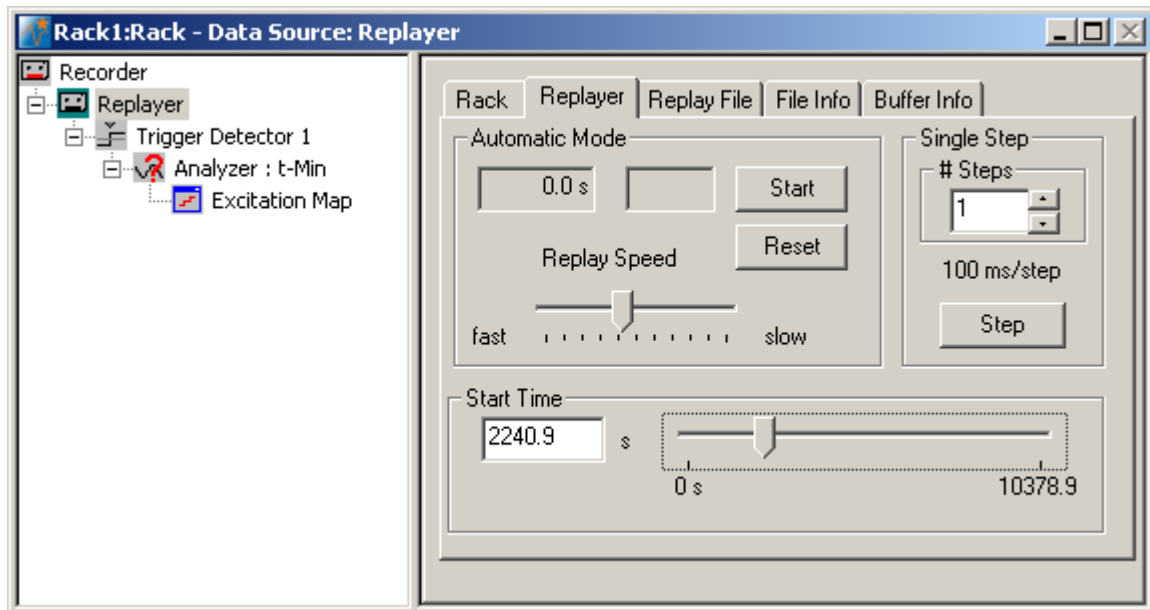 Rack1:Rack - Data Source: Replayer
Recorder
Replayer
Trigger Detector 1
Analyzer : t-Min
Excitation Map
Rack Replayer Replay File File Info Buffer Info
Automatic Mode
0.0 s
Start
Reset
Replay Speed
fast
slow
Single Step
# Steps
1
100 ms/step
Step
Start Time
2240.9 s
0 s
10378.9